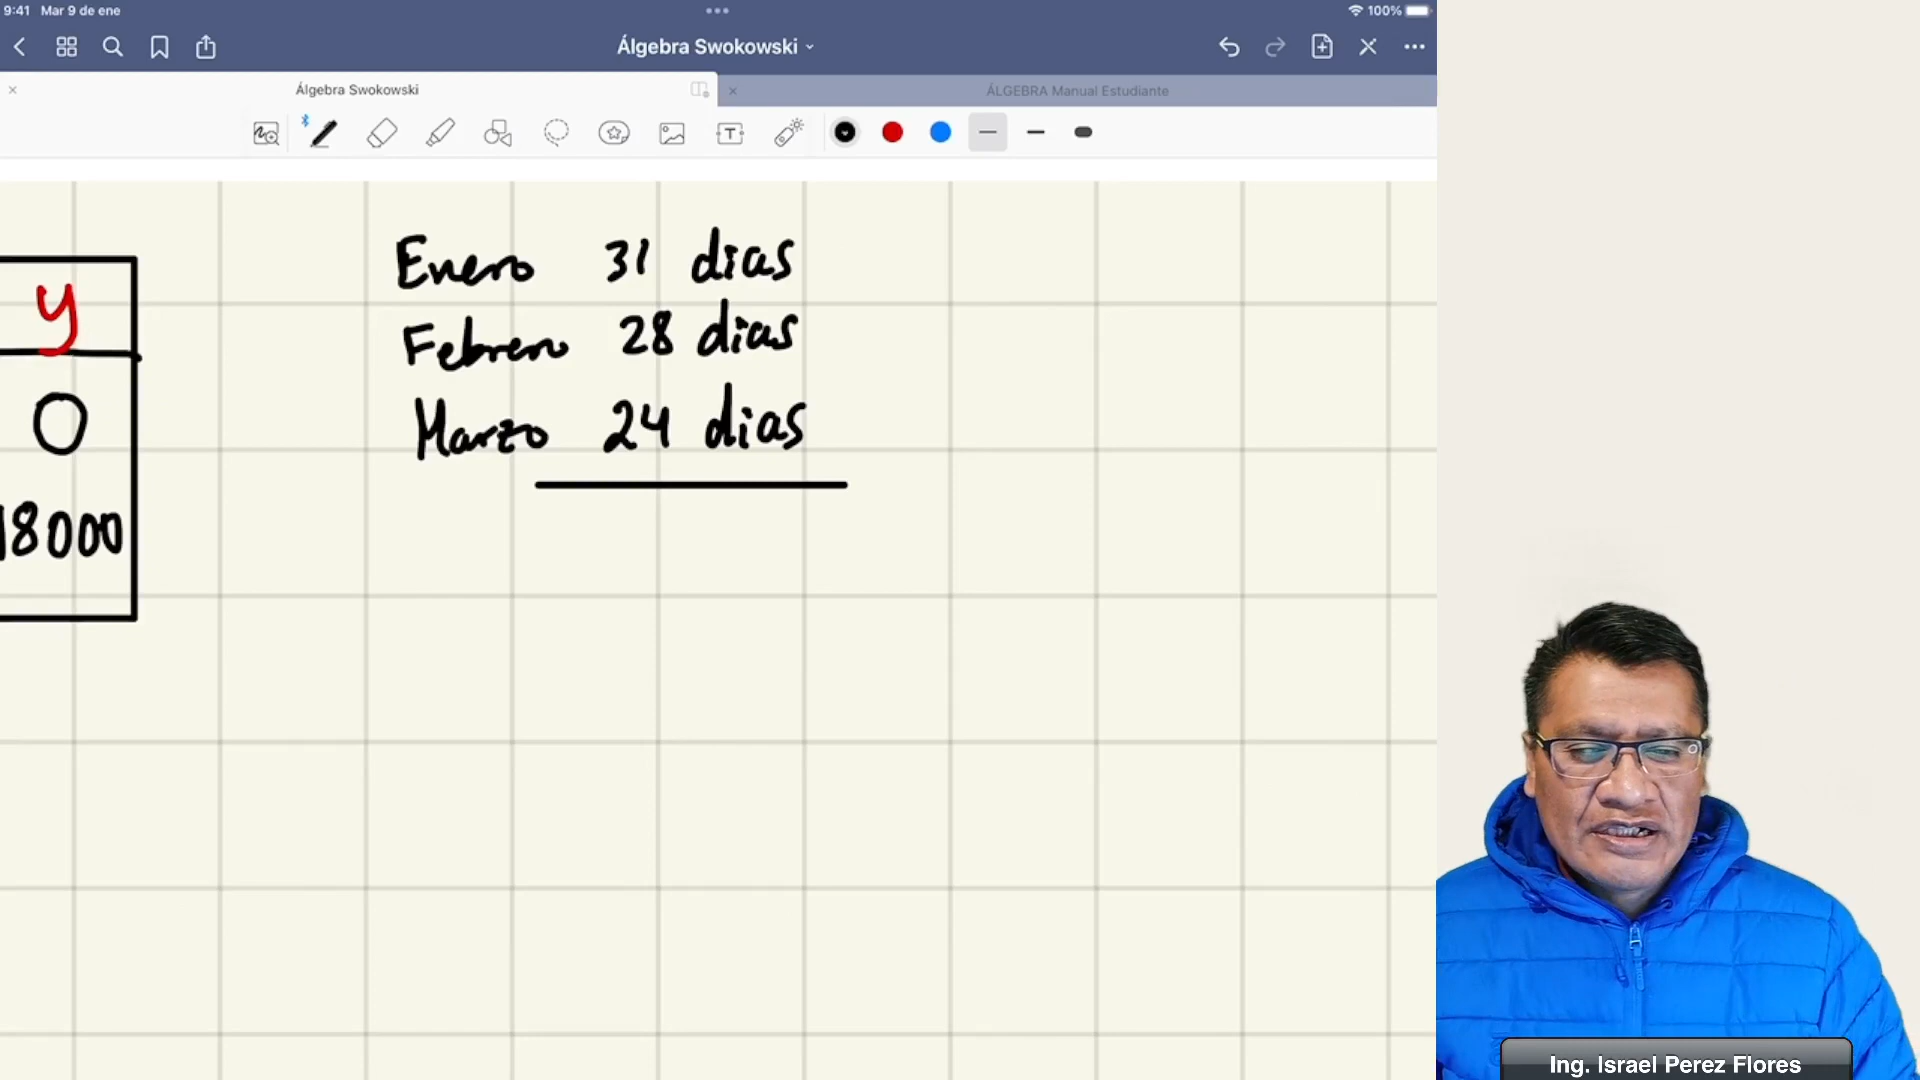 9:41 Mar 9 de ene
100%
Álgebra Swokowski
Álgebra Swokowski
ÁLGEBRA Manual Estudiante
T
y
0
18000
Enero 31 dias
Febrero 28 dias
Marzo 24 dias
Ing. Israel Perez Flores